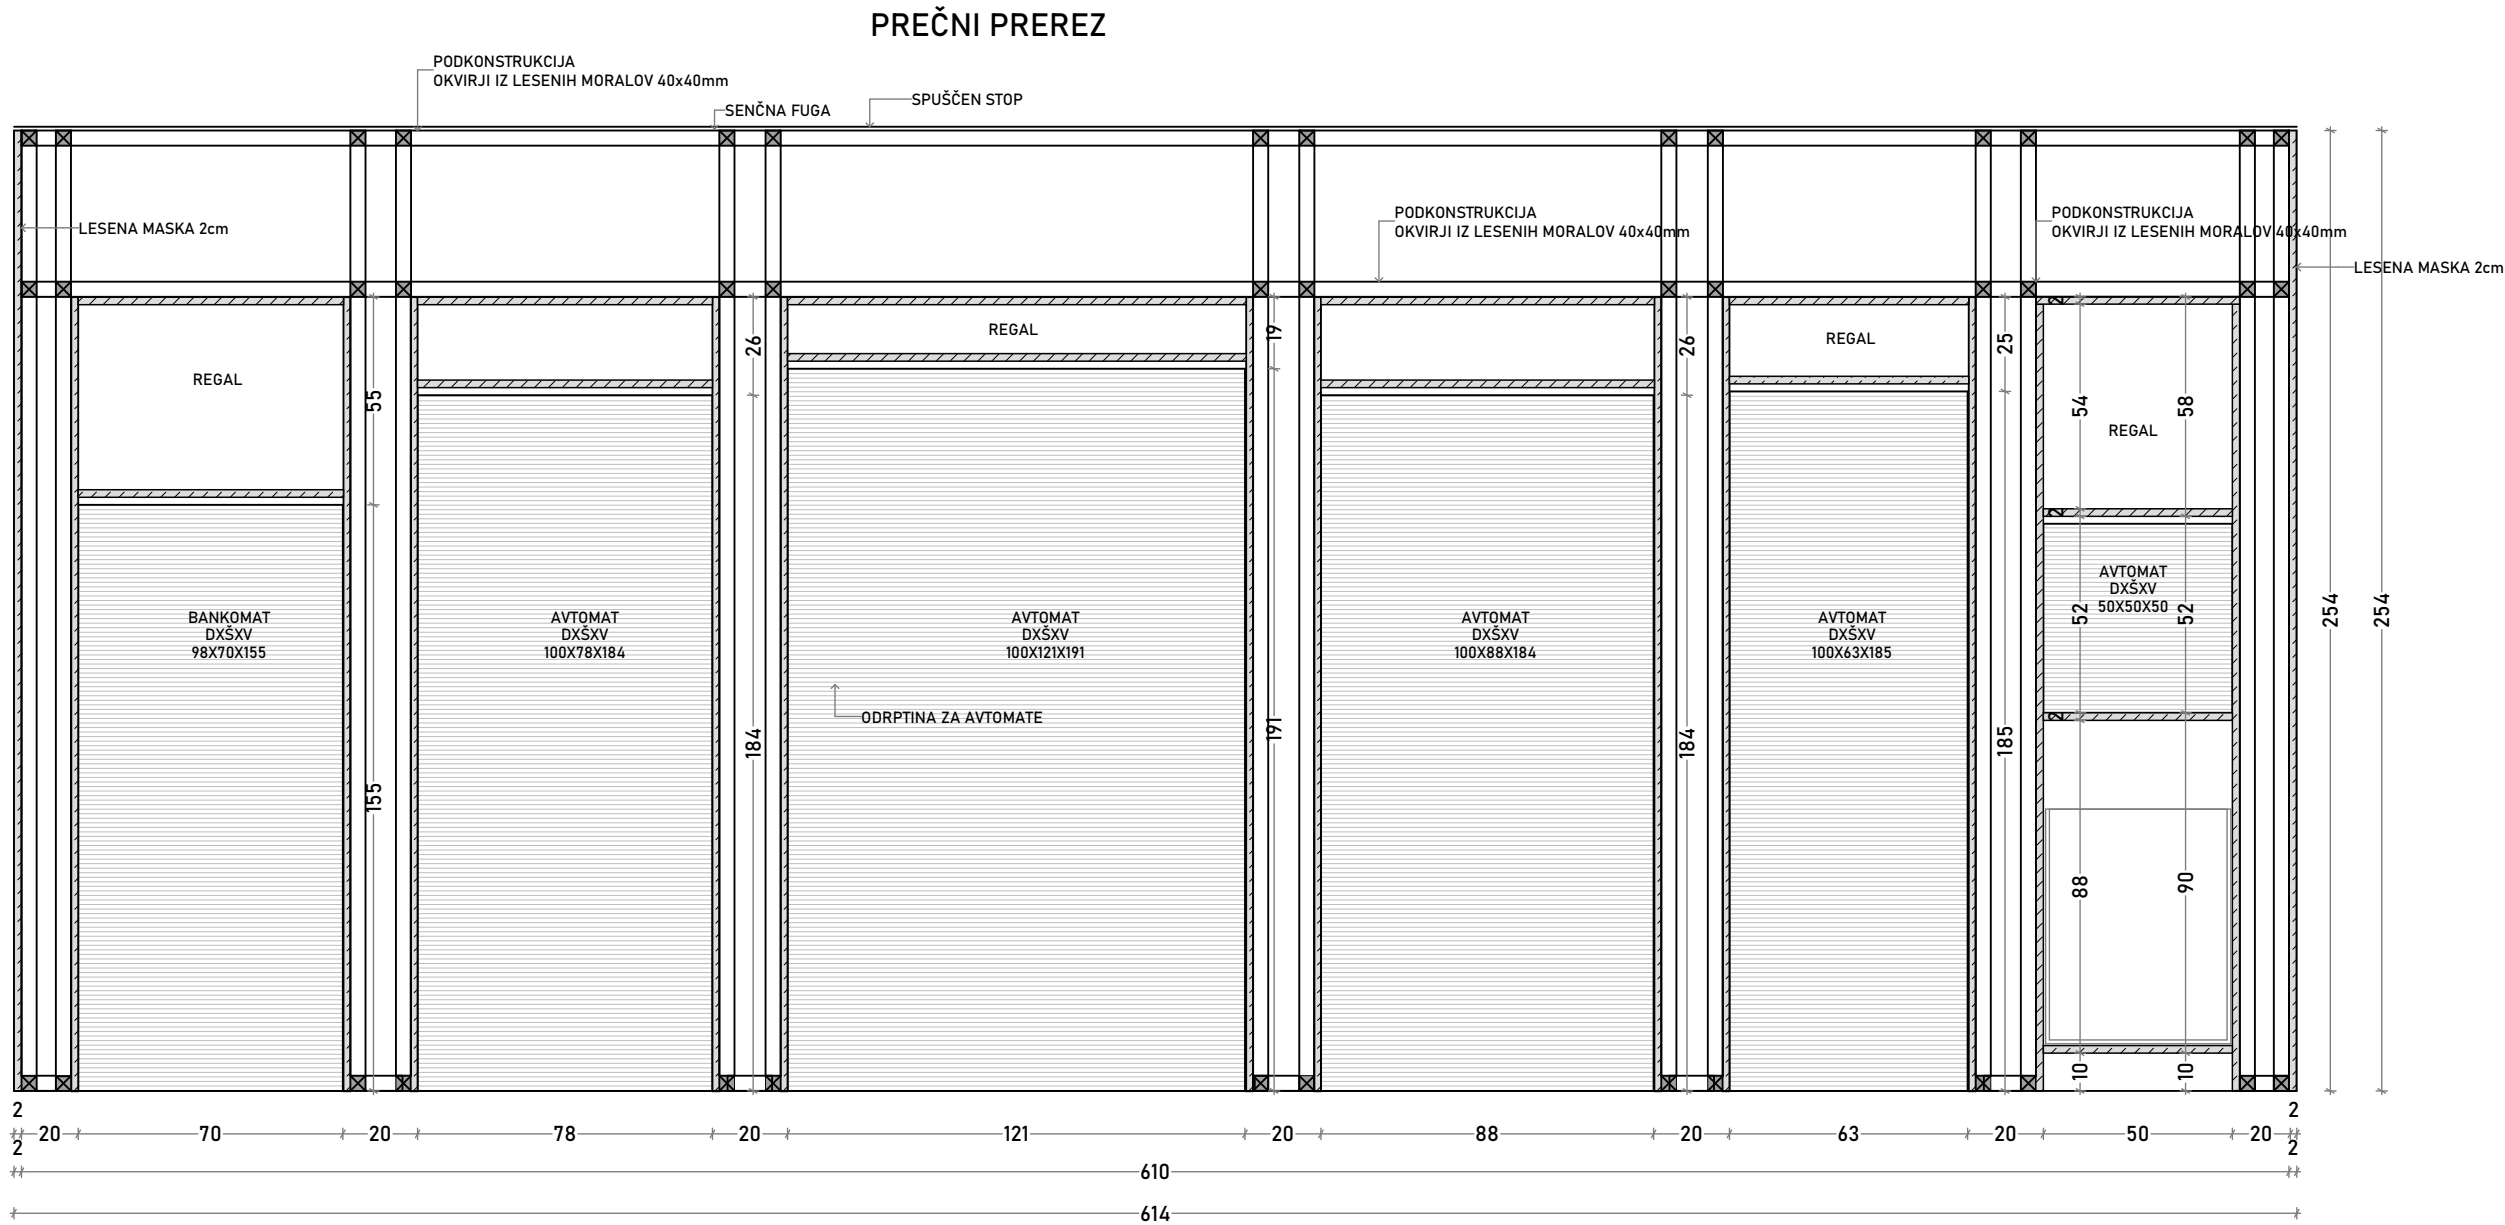 PREČNI PREREZ
PODKONSTRUKCIJA
OKVIRJI IZ LESENIH MORALOV 40x40mm
SENČNA FUGA
SPUŠČEN STOP
LESENA MASKA 2cm
PODKONSTRUKCIJA
OKVIRJI IZ LESENIH MORALOV 40x40mm
PODKONSTRUKCIJA
OKVIRJI IZ LESENIH MORALOV 40x40mm
LESENA MASKA 2cm
REGAL
55
BANKOMAT
DXŠXV
98X70X155
155
AVTOMAT
DXŠXV
100X78X184
26
184
REGAL
AVTOMAT
DXŠXV
100X121X191
ODRPTINA ZA AVTOMATE
19
191
AVTOMAT
DXŠXV
100X88X184
26
184
REGAL
AVTOMAT
DXŠXV
100X63X185
25
185
2
54
58
REGAL
2
AVTOMAT
DXŠXV
50X50X50
52
52
2
88
90
10
10
254
254
2
2
20
70
20
78
20
121
20
88
20
63
20
50
20
2
610
2
614